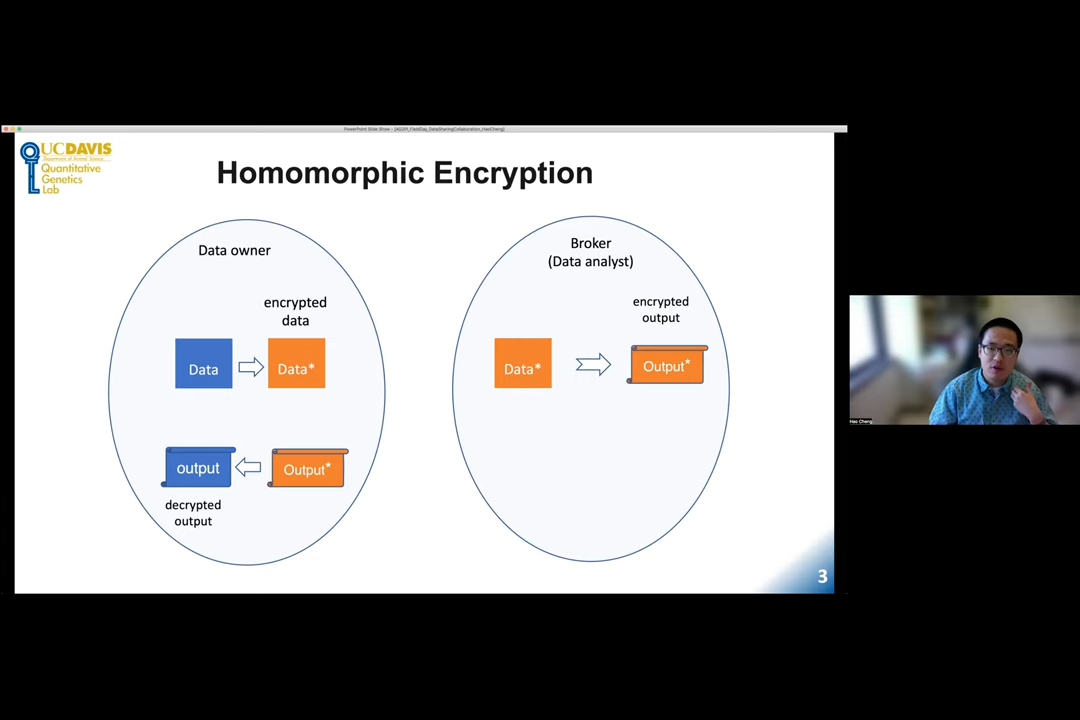 PowerPoint Slide Show - [AG2PI_FieldDay_DataSharingCollaboration_HaoCheng]
UCDAVIS
Department of Animal Science
Quantitative
Genetics
Lab
Homomorphic Encryption
Data owner
encrypted
data
Data
Data*
output
Output*
decrypted
output
Broker
(Data analyst)
encrypted
output
Data*
Output*
3
Hao Cheng